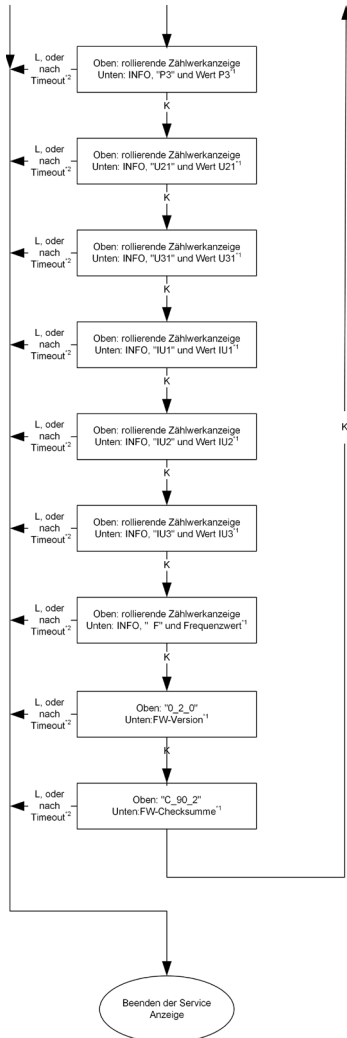 L, oder
nach
Timeout*2
Oben: rollierende Zählwerkanzeige
Unten: INFO, "P3" und Wert P3*1
K
L, oder
nach
Timeout*2
Oben: rollierende Zählwerkanzeige
Unten: INFO, "U21" und Wert U21*1
K
L, oder
nach
Timeout*2
Oben: rollierende Zählwerkanzeige
Unten: INFO, "U31" und Wert U31*1
K
L, oder
nach
Timeout*2
Oben: rollierende Zählwerkanzeige
Unten: INFO, "IU1" und Wert IU1*1
K
L, oder
nach
Timeout*2
Oben: rollierende Zählwerkanzeige
Unten: INFO, "IU2" und Wert IU2*1
K
K
L, oder
nach
Timeout*2
Oben: rollierende Zählwerkanzeige
Unten: INFO, "IU3" und Wert IU3*1
K
L, oder
nach
Timeout*2
Oben: rollierende Zählwerkanzeige
Unten: INFO, " F" und Frequenzwert*1
K
L, oder
nach
Timeout*2
Oben: "0_2_0"
Unten:FW-Version*1
K
L, oder
nach
Timeout*2
Oben: "C_90_2"
Unten:FW-Checksumme*1
Beenden der Service
Anzeige